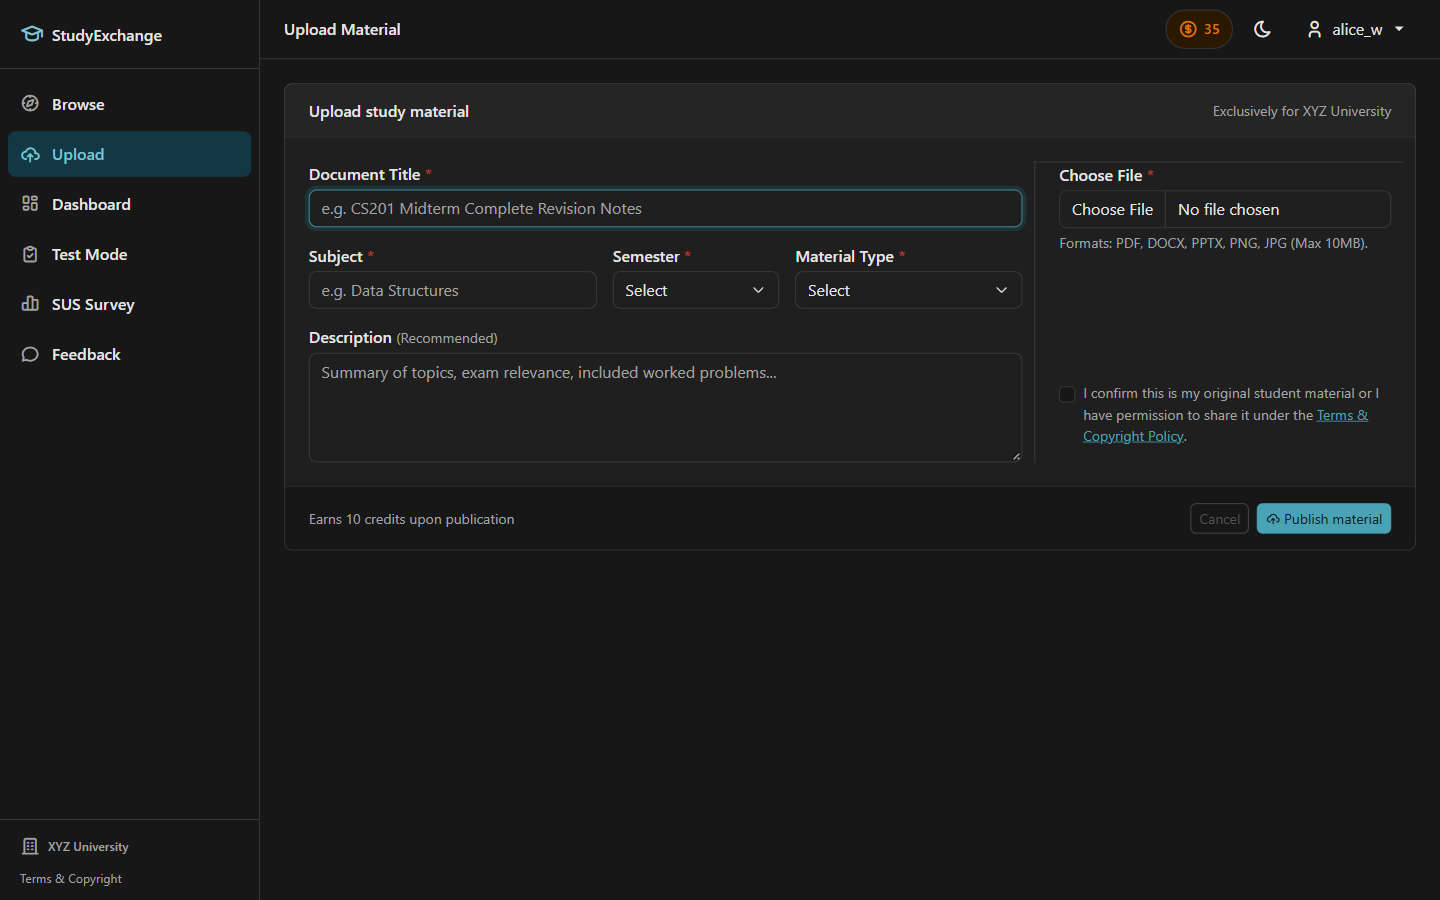 StudyExchange
Browse
Upload
Dashboard
Test Mode
SUS Survey
Feedback
XYZ University
Terms & Copyright
Upload Material
35
alice_w
Upload study material
Exclusively for XYZ University
Document Title *
e.g. CS201 Midterm Complete Revision Notes
Subject *
e.g. Data Structures
Semester *
Select
Material Type *
Select
Description (Recommended)
Summary of topics, exam relevance, included worked problems...
Choose File *
Choose File No file chosen
Formats: PDF, DOCX, PPTX, PNG, JPG (Max 10MB).
I confirm this is my original student material or I
have permission to share it under the Terms &
Copyright Policy.
Earns 10 credits upon publication
Cancel
Publish material